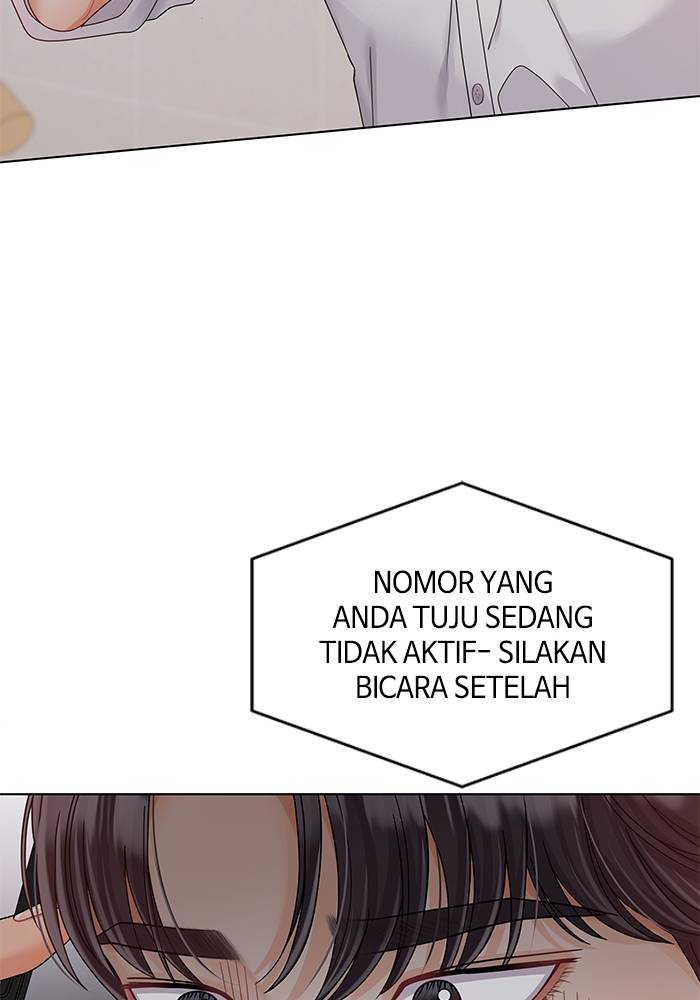 NOMOR YANG
ANDA TUJU SEDANG
TIDAK AKTIF- SILAKAN
BICARA SETELAH